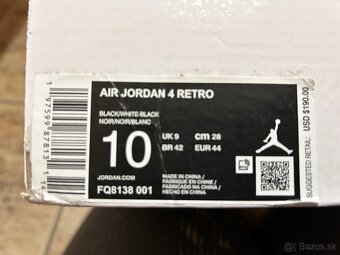 AIR JORDAN 4 RETRO
BLACK/WHITE-BLACK
NOIR/NOIR/BLANC
10
UK 9 cm 28
BR 42 EUR 44
JORDAN.COM
FQ8138 001
MADE IN CHINA /
FABRIQUE EN CHINE /
FABRICADO NA CHINA /
HECHO EN CHINA
SUGGESTED RETAIL: USD $190.00
Bazos.sk